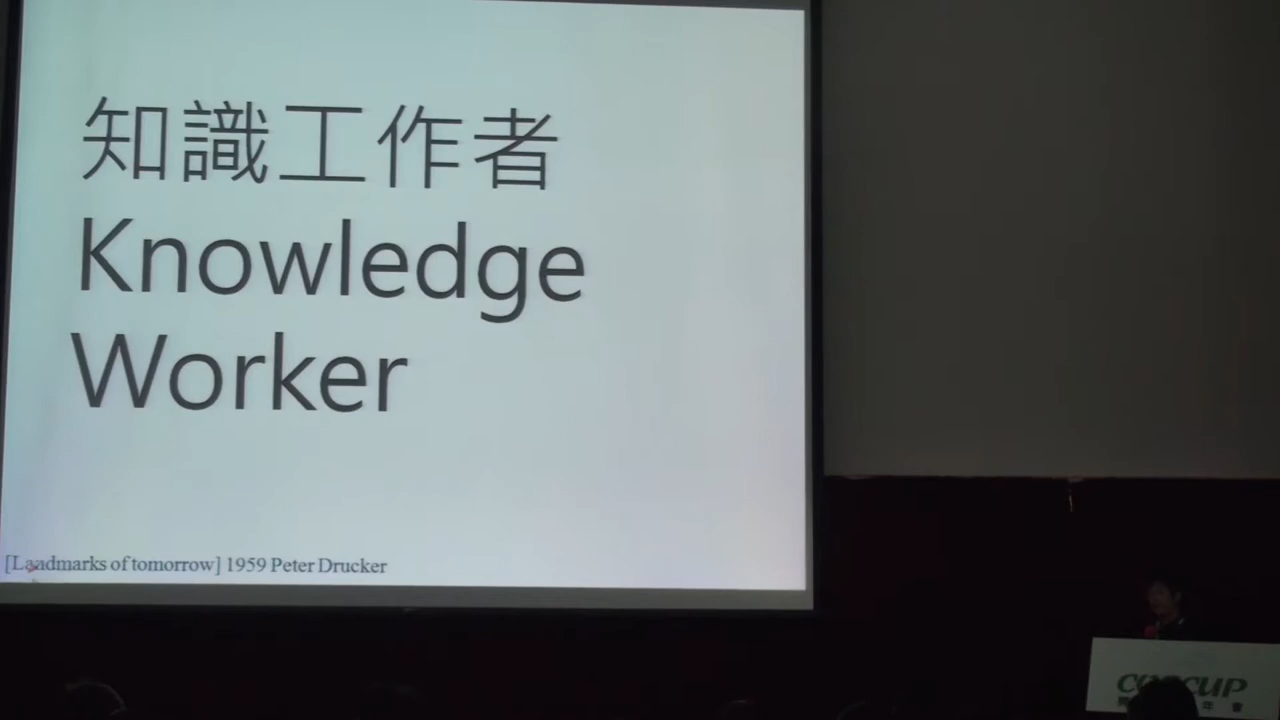 知識工作者
Knowledge
Worker
[Landmarks of tomorrow] 1959 Peter Drucker